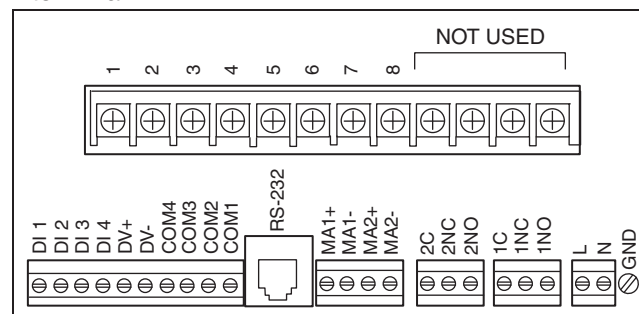 NOT USED
1 2 3 4 5 6 7 8
DI 1 DI 2 DI 3 DI 4 DV+ DV- COM4 COM3 COM2 COM1 RS-232 MA1+ MA1- MA2+ MA2- 2C 2NC 2NO 1C 1NC 1NO L N GND